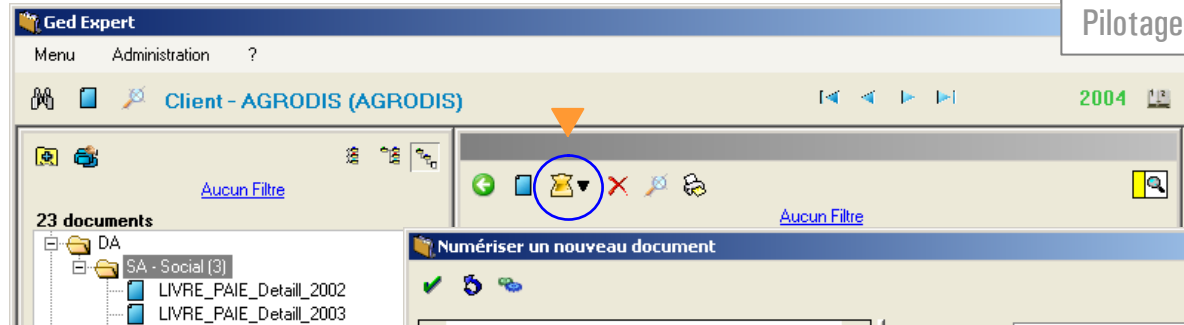 Ged Expert
Pilotage
Menu Administration ?
Client - AGRODIS (AGRODIS)
2004
Aucun Filtre
23 documents
Aucun Filtre
DA
SA - Social (3)
LIVRE_PAIE_Detaill_2002
LIVRE_PAIE_Detaill_2003
Numériser un nouveau document